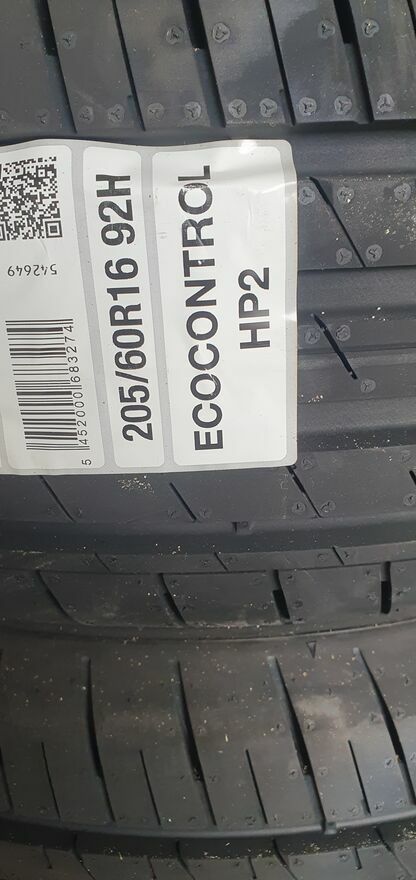 ECOCONTROL
HP2
205/60R16 92H
5 452000 683274
542649